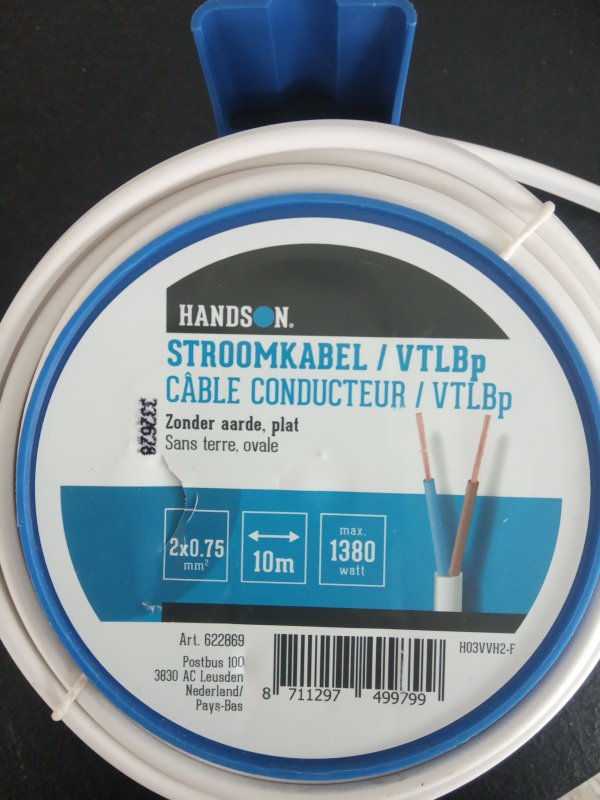 HANDSON.
STROOMKABEL / VTLBp
CÂBLE CONDUCTEUR / VTLBp
Zonder aarde, plat
Sans terre, ovale
332628
2x0.75
mm²
10m
max.
1380
watt
H03VVH2-F
Art. 622869
Postbus 100
3830 AC Leusden
Nederland/
Pays-Bas
8 711297 499799